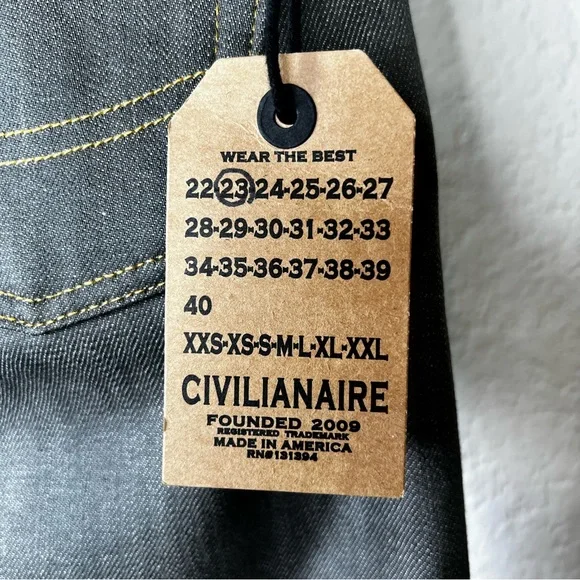 WEAR THE BEST
22-23-24-25-26-27
28-29-30-31-32-33
34-35-36-37-38-39
40
XXS-XS-S-M-L-XL-XXL
CIVILIANAIRE
FOUNDED 2009
REGISTERED TRADEMARK
MADE IN AMERICA
RN#131394